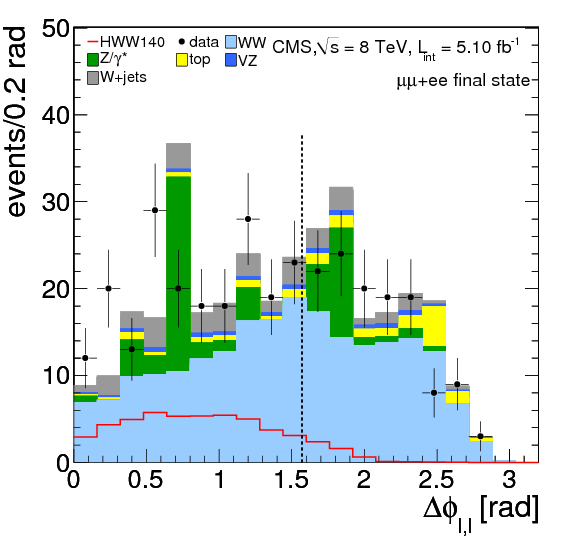 50
40
30
20
10
0
events/0.2 rad
HWW140
data
WW
Z/γ*
top
VZ
W+jets
CMS,√s = 8 TeV, L_int = 5.10 fb⁻¹
μμ+ee final state
0 0.5 1 1.5 2 2.5 3
Δϕ_l,l [rad]